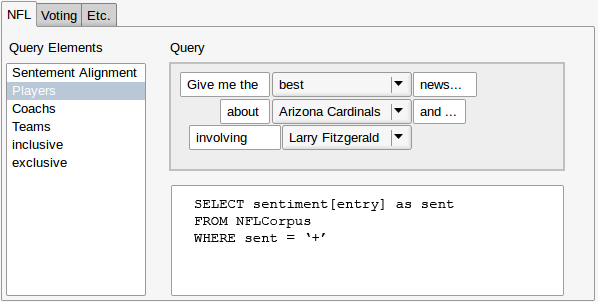 NFL Voting Etc.
Query Elements
Sentement Alignment
Players
Coachs
Teams
inclusive
exclusive
Query
Give me the best news...
about Arizona Cardinals and ...
involving Larry Fitzgerald
SELECT sentiment[entry] as sent
FROM NFLCorpus
WHERE sent = ‘+’